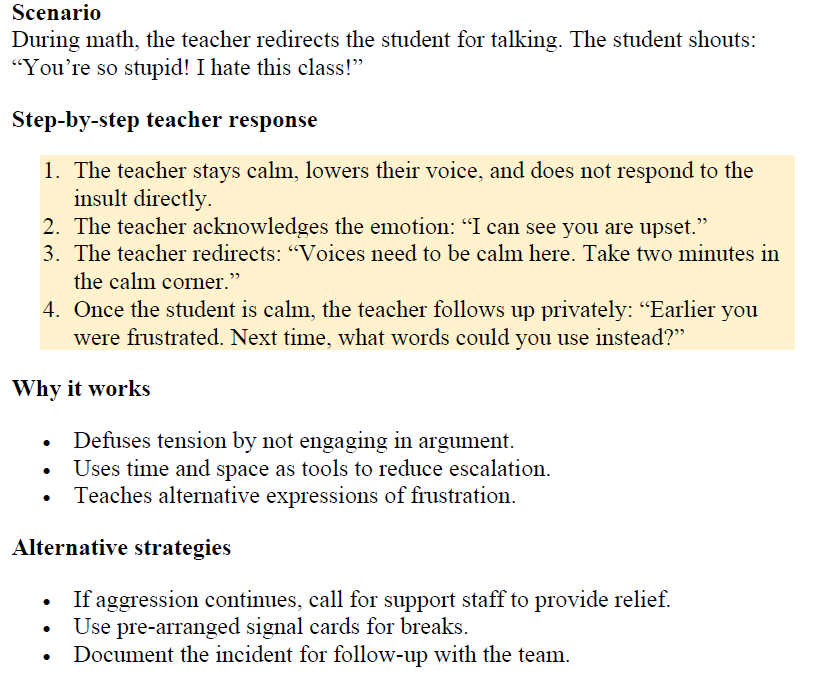 Scenario
During math, the teacher redirects the student for talking. The student shouts:
“You’re so stupid! I hate this class!”
Step-by-step teacher response
1. The teacher stays calm, lowers their voice, and does not respond to the
insult directly.
2. The teacher acknowledges the emotion: “I can see you are upset.”
3. The teacher redirects: “Voices need to be calm here. Take two minutes in
the calm corner.”
4. Once the student is calm, the teacher follows up privately: “Earlier you
were frustrated. Next time, what words could you use instead?”
Why it works
• Defuses tension by not engaging in argument.
• Uses time and space as tools to reduce escalation.
• Teaches alternative expressions of frustration.
Alternative strategies
• If aggression continues, call for support staff to provide relief.
• Use pre-arranged signal cards for breaks.
• Document the incident for follow-up with the team.